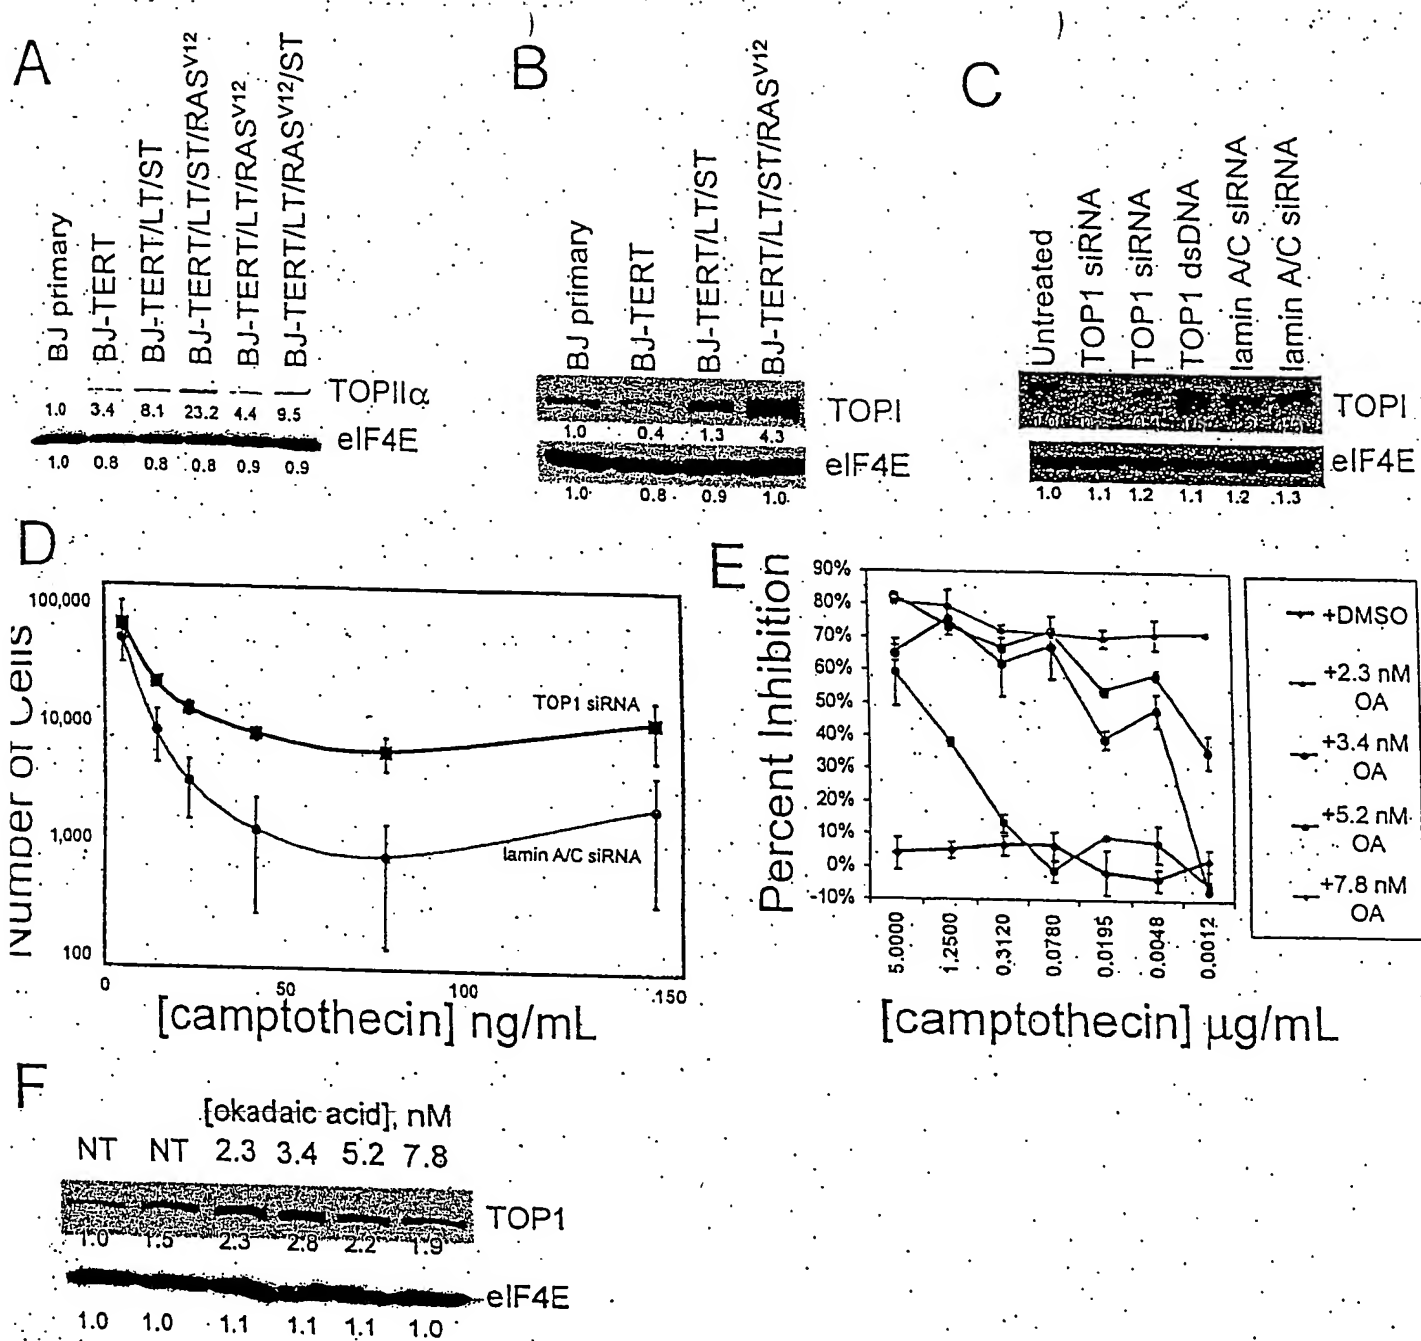 A
BJ primary
BJ-TERT
BJ-TERT/LT/ST
BJ-TERT/LT/ST/RASV12
BJ-TERT/LT/RASV12
BJ-TERT/LT/RASV12/ST
TOPIIα
1.0 3.4 8.1 23.2 4.4 9.5
eIF4E
1.0 0.8 0.8 0.8 0.9 0.9
B
BJ primary
BJ-TERT
BJ-TERT/LT/ST
BJ-TERT/LT/ST/RASV12
TOPI
1.0 0.4 1.3 4.3
eIF4E
1.0 0.8 0.9 1.0
C
Untreated
TOP1 siRNA
TOP1 siRNA
TOP1 dsDNA
lamin A/C siRNA
lamin A/C siRNA
TOPI
eIF4E
1.0 1.1 1.2 1.1 1.2 1.3
D
Number of Cells
100,000
10,000
1,000
100
TOP1 siRNA
lamin A/C siRNA
0 50 100 150
[camptothecin] ng/mL
E
Percent Inhibition
90%
80%
70%
60%
50%
40%
30%
20%
10%
0%
-10%
5.0000 1.2500 0.3120 0.0780 0.0195 0.0048 0.0012
[camptothecin] µg/mL
+DMSO
+2.3 nM
OA
+3.4 nM
OA
+5.2 nM
OA
+7.8 nM
OA
F
[okadaic acid], nM
NT NT 2.3 3.4 5.2 7.8
TOP1
1.0 1.5 2.3 2.8 2.2 1.9
eIF4E
1.0 1.0 1.1 1.1 1.1 1.0